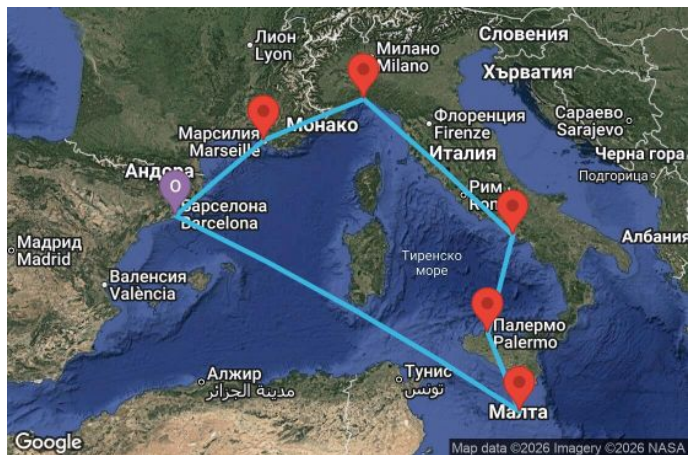 Словения
Лион
Lyon
Милано
Milano
Хърватия
Марсилия
Marseille
Монако
Флоренция
Firenze
Сараево
Sarajevo
Италия
Черна гора
Андора
Подгорица
Рим
О
Барселона
Barcelona
Мадрид
Madrid
Албания
Тиренско
море
Валенсия
València
Палермо
Palermo
Алжир
مدينة الجزائر
Тунис
تونس
Малта
Google
Map data ©2026 Imagery ©2026 NASA